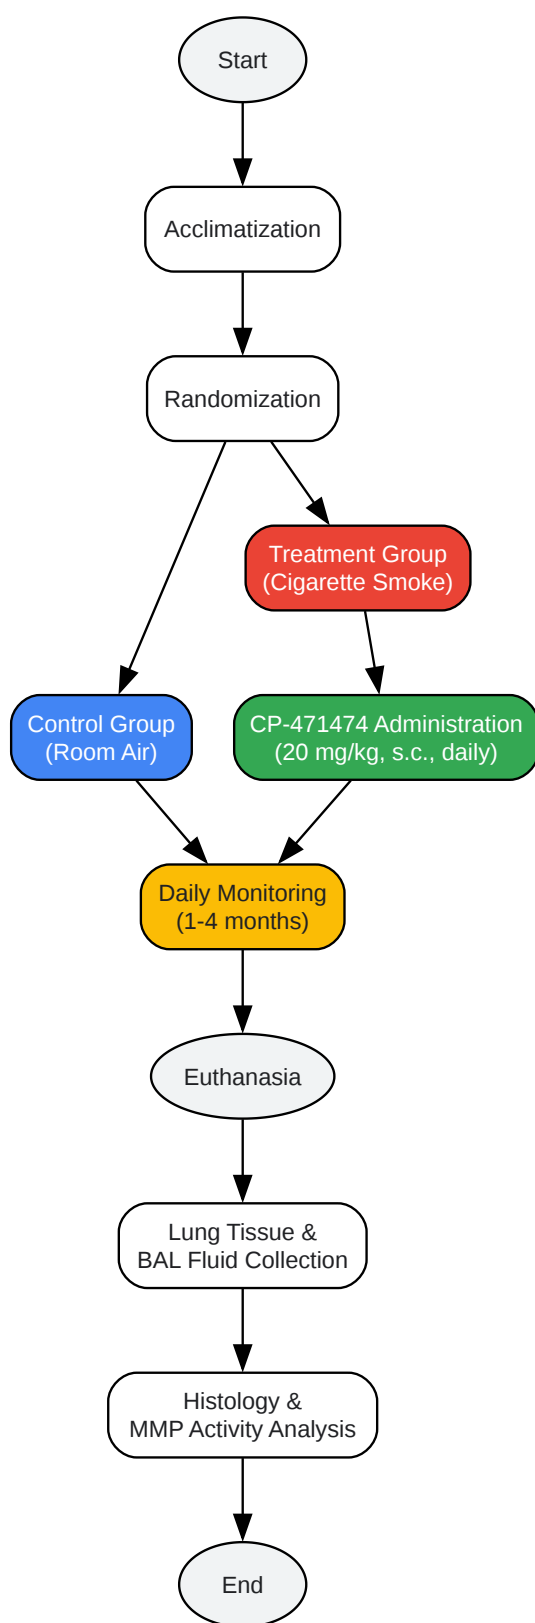 Start
Acclimatization
Randomization
Treatment Group
(Cigarette Smoke)
Control Group
(Room Air)
CP-471474 Administration
(20 mg/kg, s.c., daily)
Daily Monitoring
(1-4 months)
Euthanasia
Lung Tissue &
BAL Fluid Collection
Histology &
MMP Activity Analysis
End